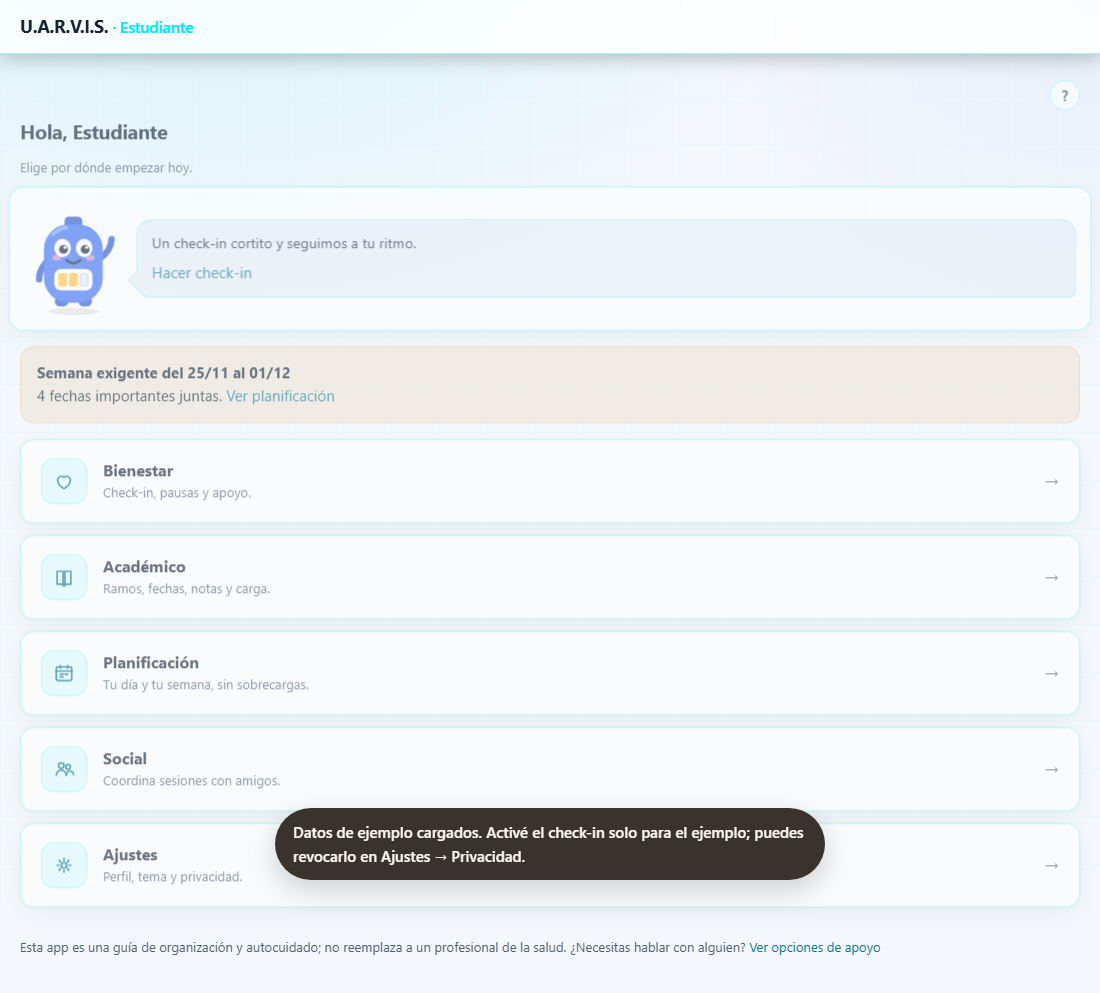 U.A.R.V.I.S. · Estudiante
?
Hola, Estudiante
Elige por dónde empezar hoy.
Un check-in cortito y seguimos a tu ritmo.
Hacer check-in
Semana exigente del 25/11 al 01/12
4 fechas importantes juntas. Ver planificación
Bienestar
Check-in, pausas y apoyo.
→
Académico
Ramos, fechas, notas y carga.
→
Planificación
Tu día y tu semana, sin sobrecargas.
→
Social
Coordina sesiones con amigos.
→
Datos de ejemplo cargados. Activé el check-in solo para el ejemplo; puedes
revocarlo en Ajustes → Privacidad.
Ajustes
Perfil, tema y privacidad.
→
Esta app es una guía de organización y autocuidado; no reemplaza a un profesional de la salud. ¿Necesitas hablar con alguien? Ver opciones de apoyo